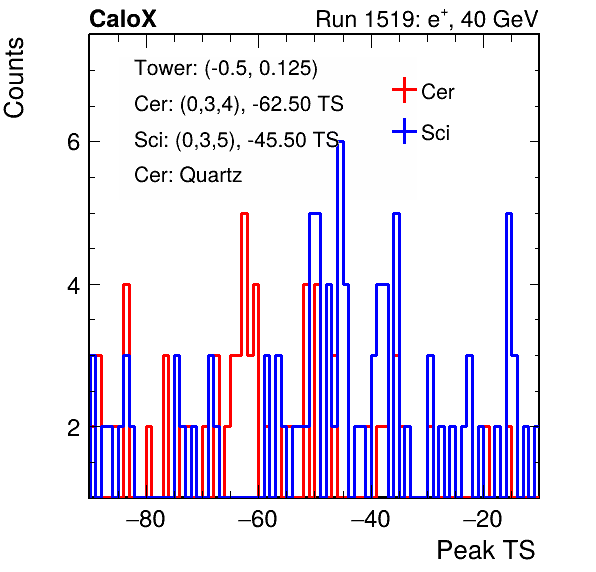 CaloX Run 1519: e⁺, 40 GeV
Counts
Tower: (-0.5, 0.125)
Cer: (0,3,4), -62.50 TS
Sci: (0,3,5), -45.50 TS
Cer: Quartz
Cer
Sci
6
4
2
−80 −60 −40 −20
Peak TS